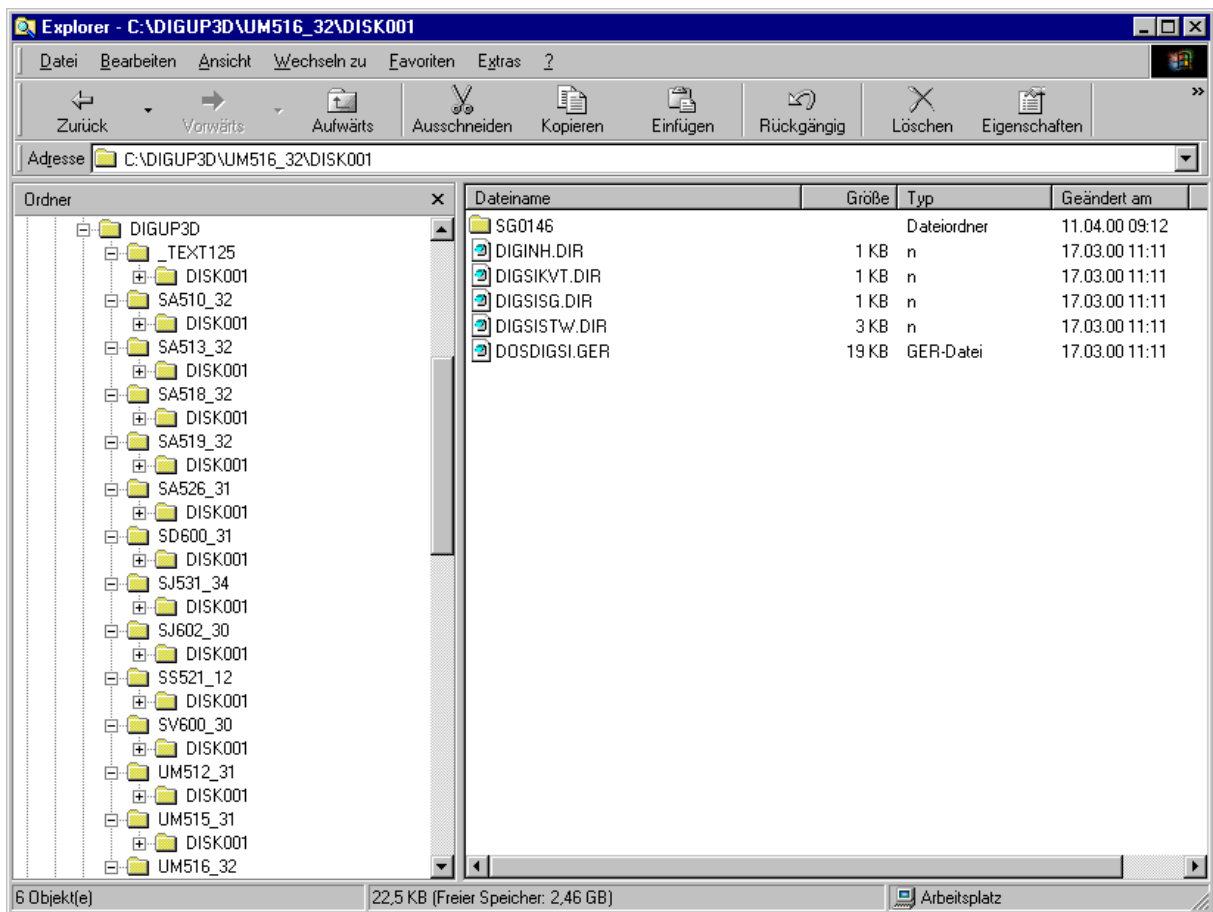 Explorer - C:\DIGUP3D\UM516_32\DISK001
Datei Bearbeiten Ansicht Wechseln zu Favoriten Extras ?
Zurück Vorwärts Aufwärts Ausschneiden Kopieren Einfügen Rückgängig Löschen Eigenschaften »
Adresse C:\DIGUP3D\UM516_32\DISK001
Ordner
DIGUP3D
_TEXT125
DISK001
SA510_32
DISK001
SA513_32
DISK001
SA518_32
DISK001
SA519_32
DISK001
SA526_31
DISK001
SD600_31
DISK001
SJ531_34
DISK001
SJ602_30
DISK001
SS521_12
DISK001
SV600_30
DISK001
UM512_31
DISK001
UM515_31
DISK001
UM516_32
Dateiname Größe Typ Geändert am
SG0146 Dateiordner 11.04.00 09:12
DIGINH.DIR 1 KB n 17.03.00 11:11
DIGSIKVT.DIR 1 KB n 17.03.00 11:11
DIGSISG.DIR 1 KB n 17.03.00 11:11
DIGSISTW.DIR 3 KB n 17.03.00 11:11
DOSDIGSI.GER 19 KB GER-Datei 17.03.00 11:11
6 Objekt(e) 22,5 KB (Freier Speicher: 2,46 GB) Arbeitsplatz